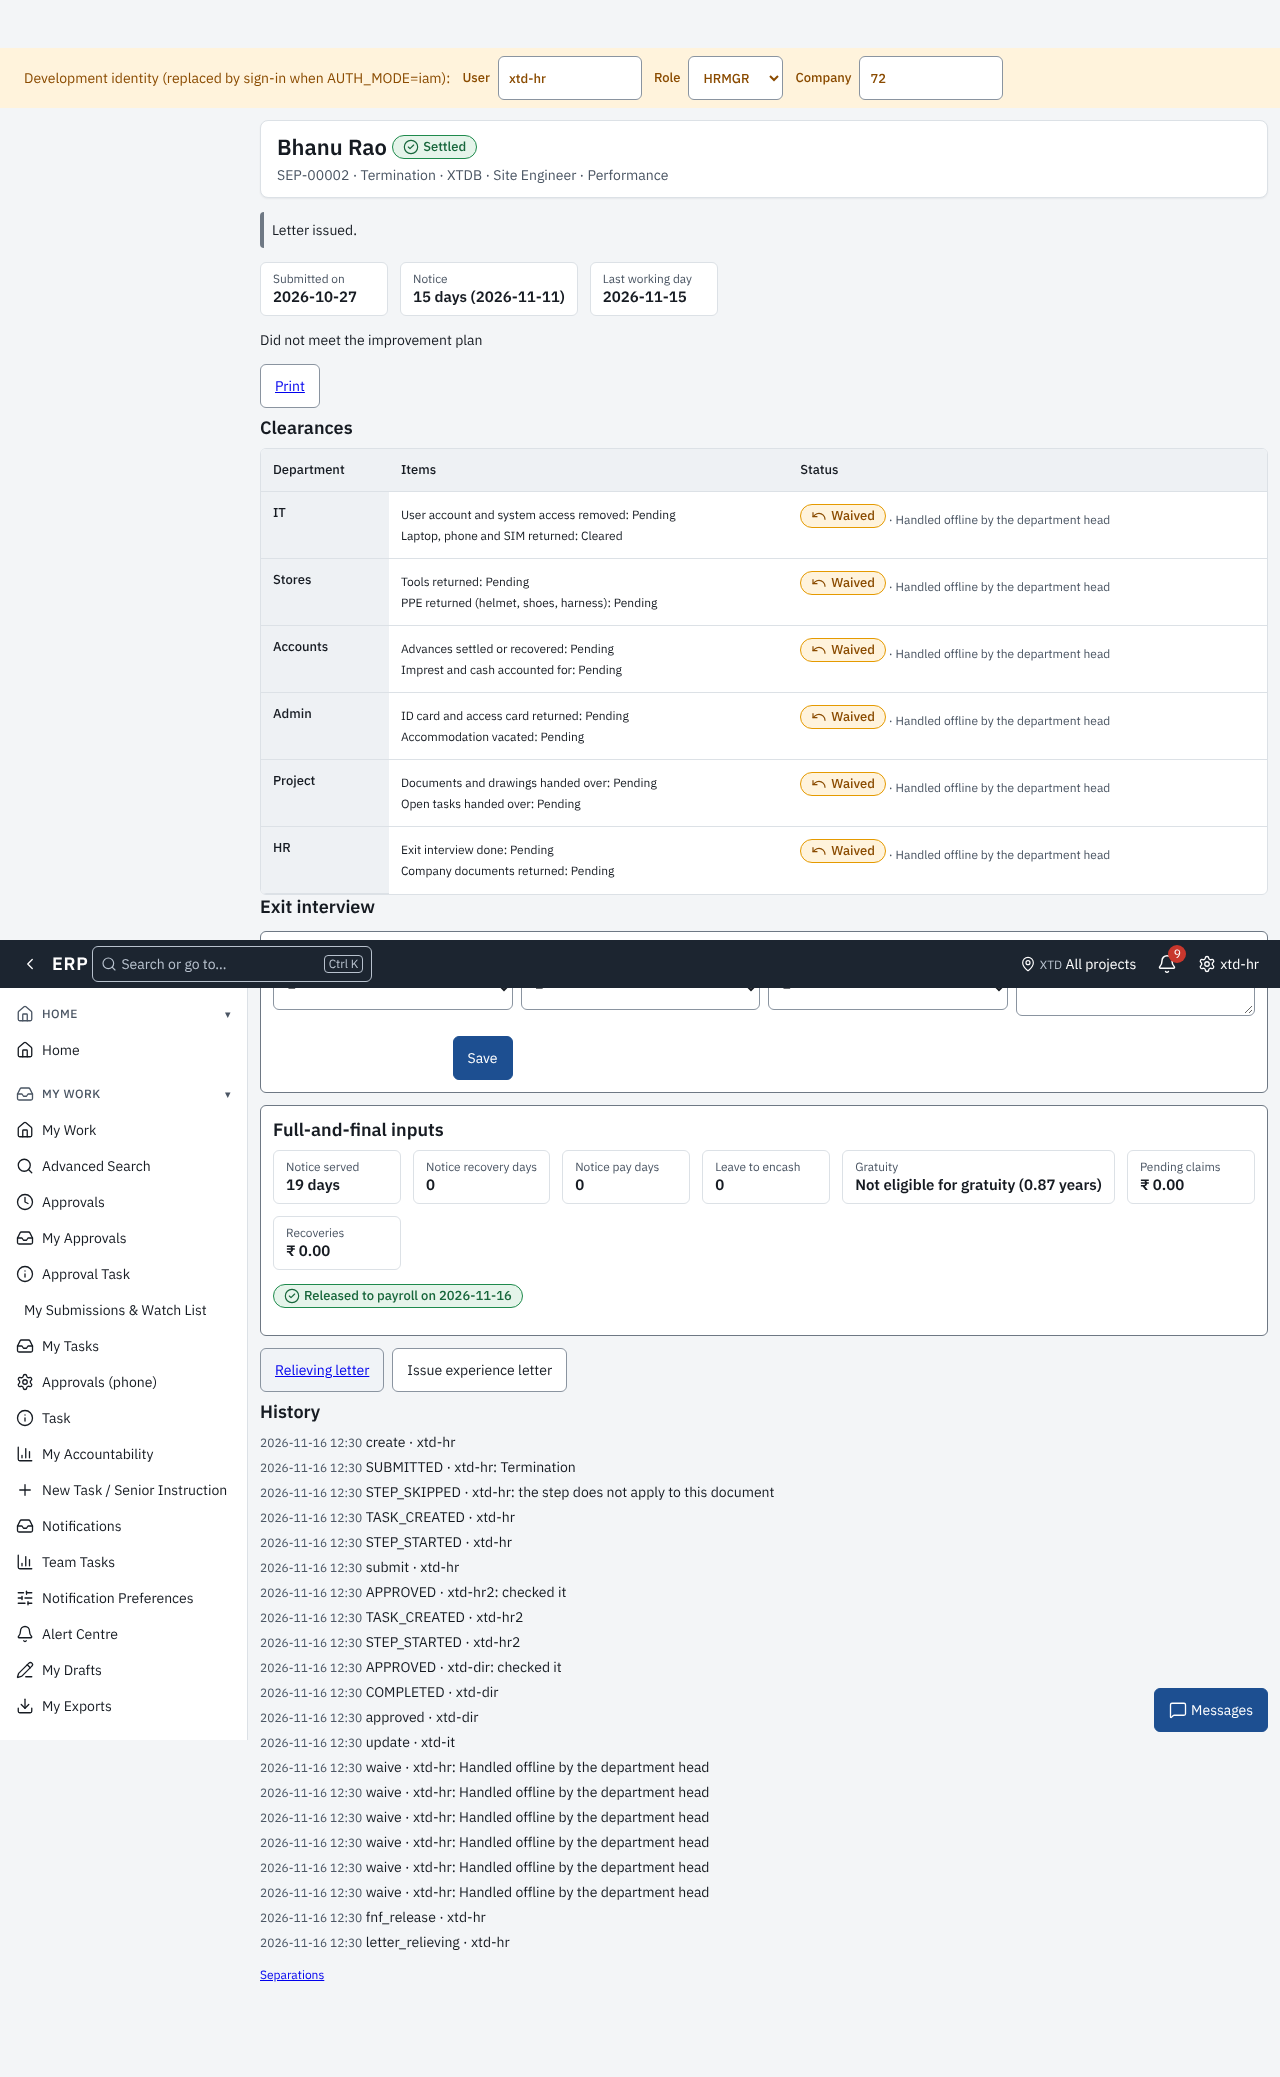 Development identity (replaced by sign-in when AUTH_MODE=iam): User xtd-hr Role HRMGR Company 72
Bhanu Rao Settled
SEP-00002 · Termination · XTDB · Site Engineer · Performance
Letter issued.
Submitted on
2026-10-27
Notice
15 days (2026-11-11)
Last working day
2026-11-15
Did not meet the improvement plan
Print
Clearances
Department Items Status
IT
User account and system access removed: Pending
Laptop, phone and SIM returned: Cleared
Waived · Handled offline by the department head
Stores
Tools returned: Pending
PPE returned (helmet, shoes, harness): Pending
Waived · Handled offline by the department head
Accounts
Advances settled or recovered: Pending
Imprest and cash accounted for: Pending
Waived · Handled offline by the department head
Admin
ID card and access card returned: Pending
Accommodation vacated: Pending
Waived · Handled offline by the department head
Project
Documents and drawings handed over: Pending
Open tasks handed over: Pending
Waived · Handled offline by the department head
HR
Exit interview done: Pending
Company documents returned: Pending
Waived · Handled offline by the department head
Exit interview
ERP Search or go to... Ctrl K XTD All projects 9 xtd-hr
HOME
Home
MY WORK
My Work
Advanced Search
Approvals
My Approvals
Approval Task
My Submissions & Watch List
My Tasks
Approvals (phone)
Task
My Accountability
New Task / Senior Instruction
Notifications
Team Tasks
Notification Preferences
Alert Centre
My Drafts
My Exports
Save
Full-and-final inputs
Notice served
19 days
Notice recovery days
0
Notice pay days
0
Leave to encash
0
Gratuity
Not eligible for gratuity (0.87 years)
Pending claims
₹ 0.00
Recoveries
₹ 0.00
Released to payroll on 2026-11-16
Relieving letter Issue experience letter
History
2026-11-16 12:30 create · xtd-hr
2026-11-16 12:30 SUBMITTED · xtd-hr: Termination
2026-11-16 12:30 STEP_SKIPPED · xtd-hr: the step does not apply to this document
2026-11-16 12:30 TASK_CREATED · xtd-hr
2026-11-16 12:30 STEP_STARTED · xtd-hr
2026-11-16 12:30 submit · xtd-hr
2026-11-16 12:30 APPROVED · xtd-hr2: checked it
2026-11-16 12:30 TASK_CREATED · xtd-hr2
2026-11-16 12:30 STEP_STARTED · xtd-hr2
2026-11-16 12:30 APPROVED · xtd-dir: checked it
2026-11-16 12:30 COMPLETED · xtd-dir
2026-11-16 12:30 approved · xtd-dir
2026-11-16 12:30 update · xtd-it
2026-11-16 12:30 waive · xtd-hr: Handled offline by the department head
2026-11-16 12:30 waive · xtd-hr: Handled offline by the department head
2026-11-16 12:30 waive · xtd-hr: Handled offline by the department head
2026-11-16 12:30 waive · xtd-hr: Handled offline by the department head
2026-11-16 12:30 waive · xtd-hr: Handled offline by the department head
2026-11-16 12:30 waive · xtd-hr: Handled offline by the department head
2026-11-16 12:30 fnf_release · xtd-hr
2026-11-16 12:30 letter_relieving · xtd-hr
Separations
Messages